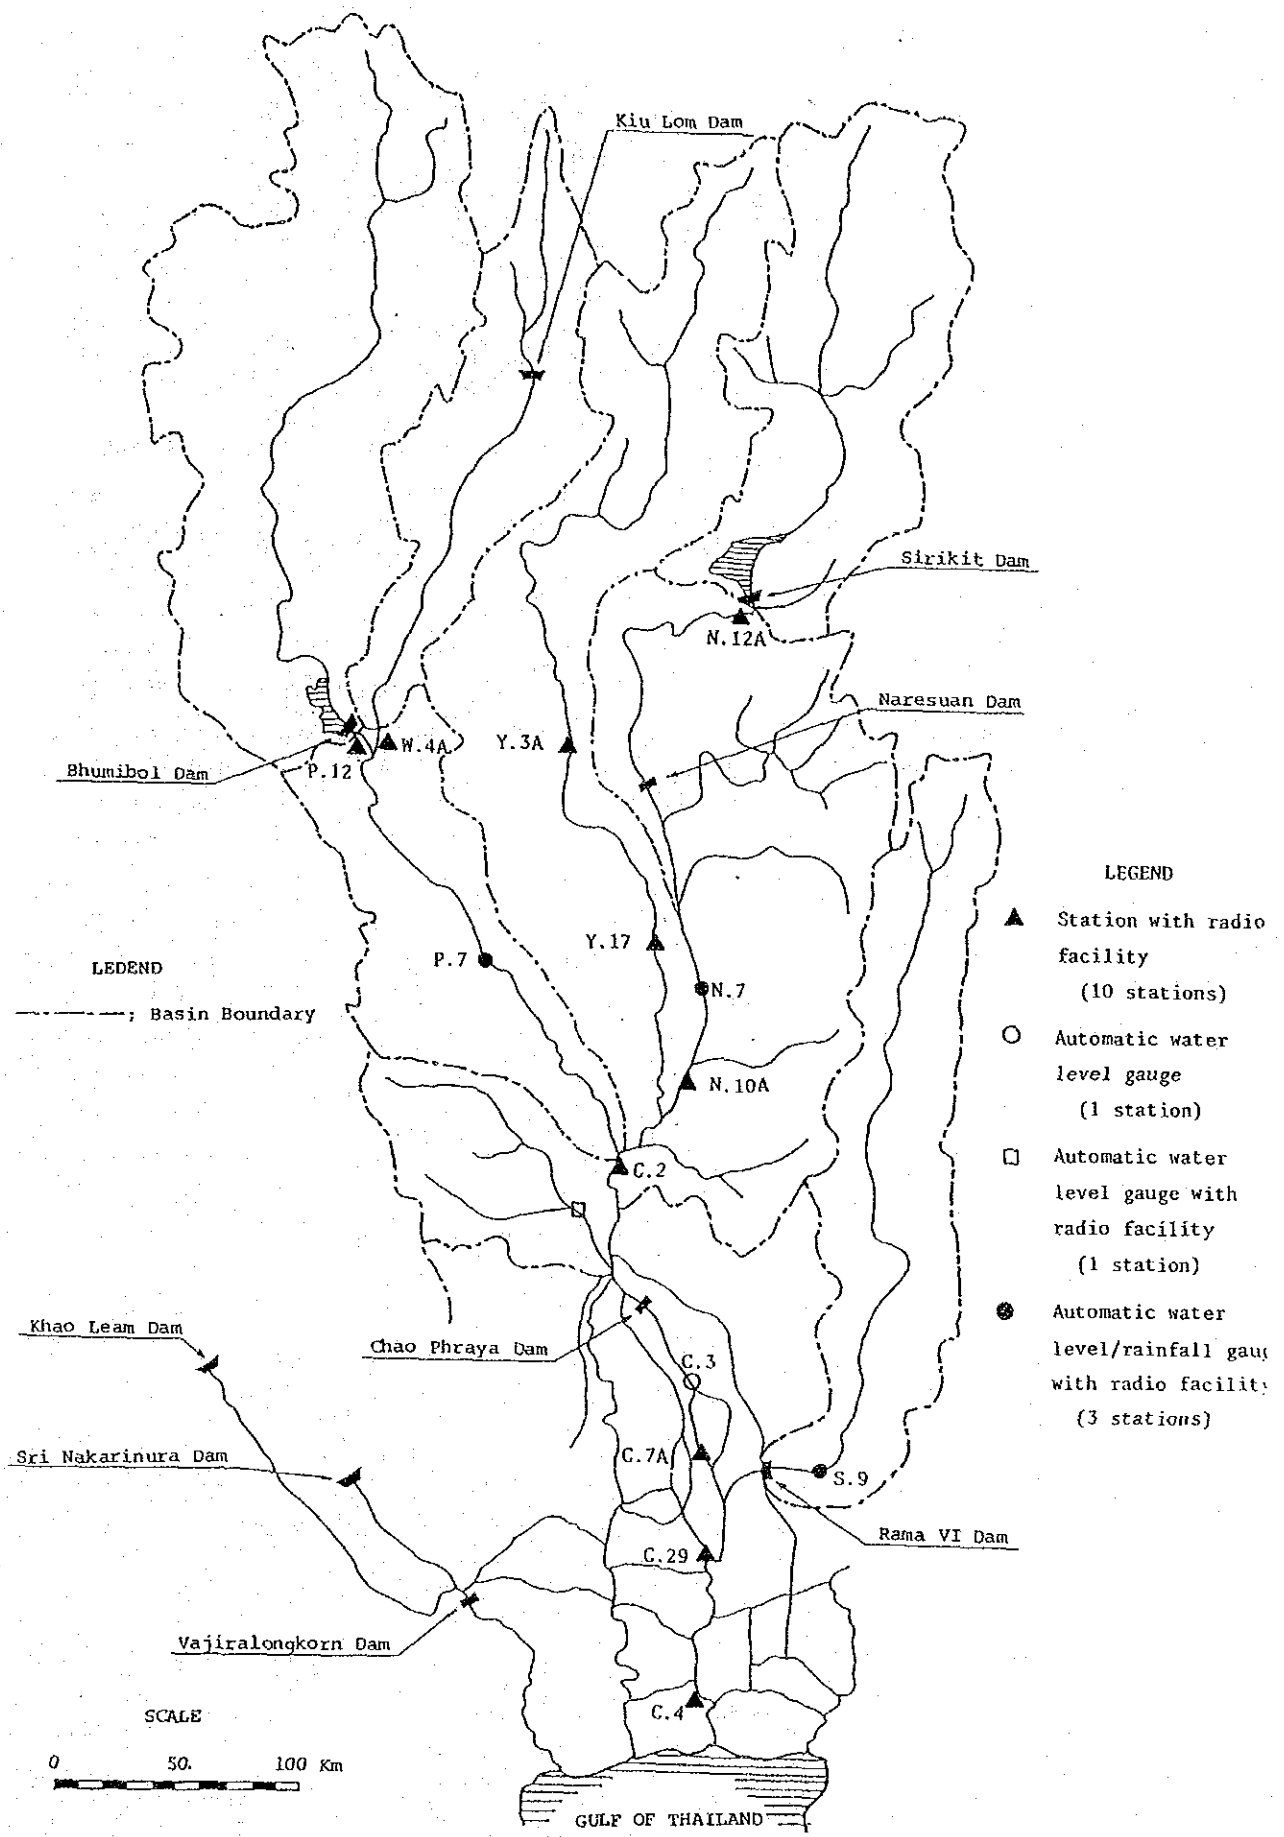 Kiu Lom Dam
Sirikit Dam
N.12A
Naresuan Dam
W.4A
Y.3A
P.12
Bhumibol Dam
LEGEND
Station with radio
facility
(10 stations)
Y.17
P.7
LEDEND
N.7
; Basin Boundary
Automatic water
level gauge
(1 station)
N.10A
C.2
Automatic water
level gauge with
radio facility
(1 station)
Khao Leam Dam
Chao Phraya Dam
Automatic water
level/rainfall gaug
with radio facilit
(3 stations)
C.3
C.7A
Sri Nakarinura Dam
S.9
Rama VI Dam
C.29
Vajiralongkorn Dam
C.4
SCALE
0 50. 100 Km
GULF OF THAILAND